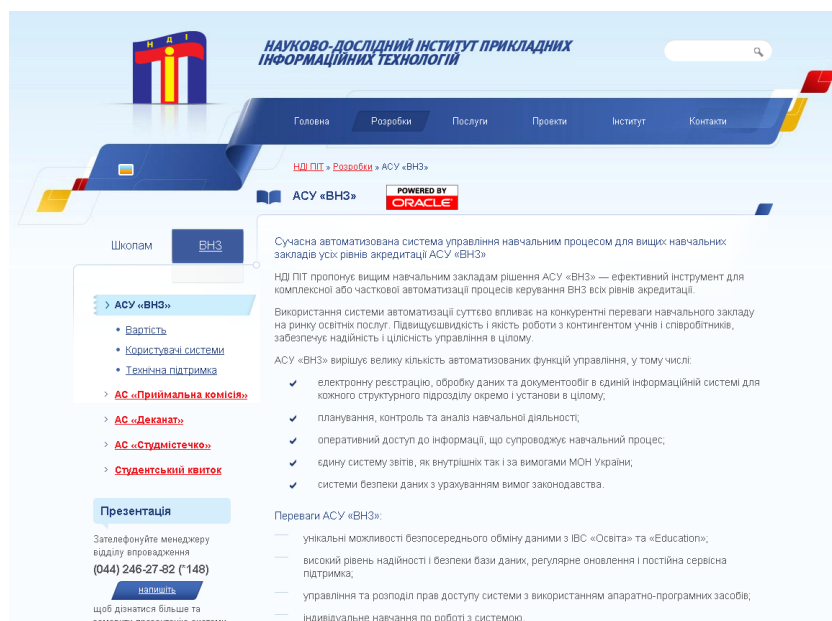 НДІ
ПІТ
НАУКОВО-ДОСЛІДНИЙ ІНСТИТУТ ПРИКЛАДНИХ
ІНФОРМАЦІЙНИХ ТЕХНОЛОГІЙ
Головна Розробки Послуги Проекти Інститут Контакти
НДІ ПІТ » Розробки » АСУ «ВНЗ»
АСУ «ВНЗ»
POWERED BY
ORACLE
Школам ВНЗ
АСУ «ВНЗ»
Вартість
Користувачі системи
Технічна підтримка
АС «Приймальна комісія»
АС «Деканат»
АС «Студмістечко»
Студентський квиток
Презентація
Зателефонуйте менеджеру
відділу впровадження
(044) 246-27-82 (*148)
напишіть
щоб дізнатися більше та
замовити презентацію системи
Сучасна автоматизована система управління навчальним процесом для вищих навчальних
закладів усіх рівнів акредитації АСУ «ВНЗ»
НДІ ПІТ пропонує вищим навчальним закладам рішення АСУ «ВНЗ» — ефективний інструмент для
комплексної або часткової автоматизації процесів керування ВНЗ всіх рівнів акредитації.
Використання системи автоматизації суттєво впливає на конкурентні переваги навчального закладу
на ринку освітніх послуг. Підвищуєшвидкість і якість роботи з контингентом учнів і співробітників,
забезпечує надійність і цілісність управління в цілому.
АСУ «ВНЗ» вирішує велику кількість автоматизованих функцій управління, у тому числі:
електронну реєстрацію, обробку даних та документообіг в єдиній інформаційній системі для
кожного структурного підрозділу окремо і установи в цілому;
планування, контроль та аналіз навчальної діяльності;
оперативний доступ до інформації, що супроводжує навчальний процес;
єдину систему звітів, як внутрішніх так і за вимогами МОН України;
системи безпеки даних з урахуванням вимог законодавства.
Переваги АСУ «ВНЗ»:
унікальні можливості безпосереднього обміну даними з ІВС «Освіта» та «Education»;
високий рівень надійності і безпеки бази даних, регулярне оновлення і постійна сервісна
підтримка;
управління та розподіл прав доступу системи з використанням апаратно-програмних засобів;
індивідуальне навчання по роботі з системою.